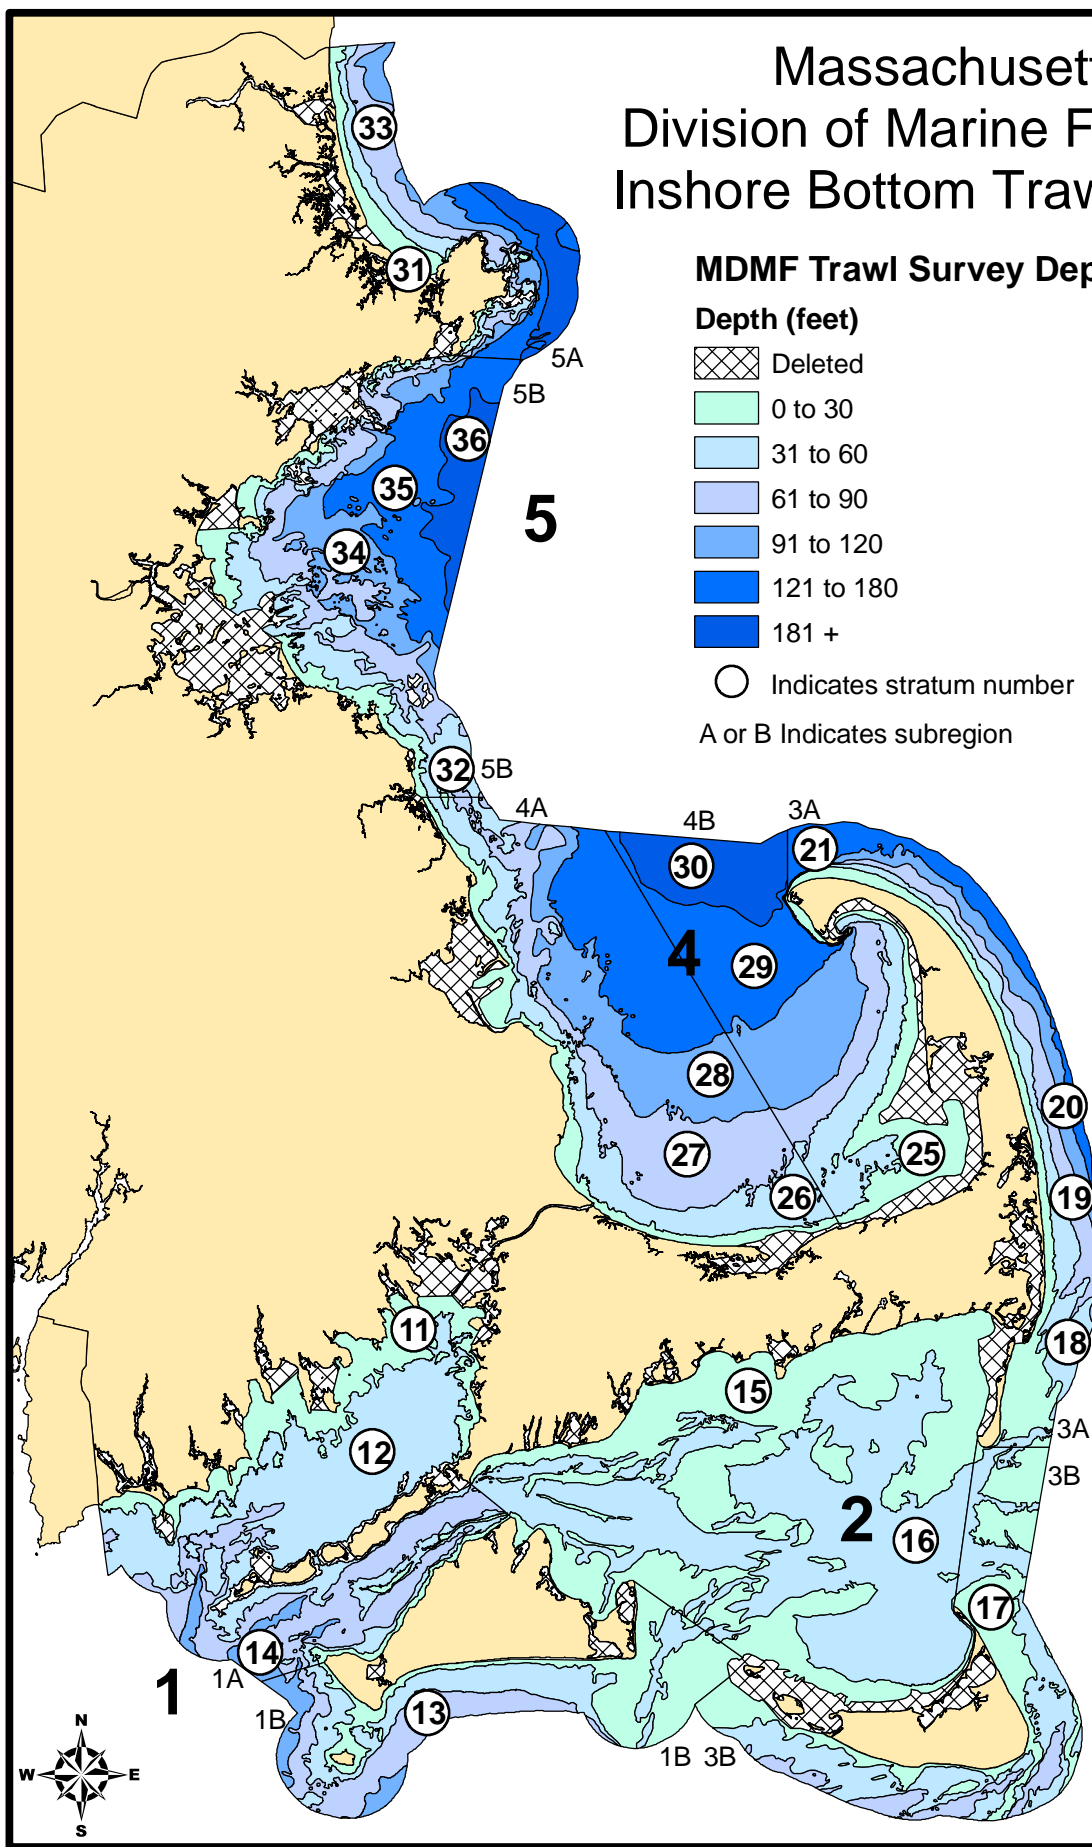 Massachusett
Division of Marine F
Inshore Bottom Traw
MDMF Trawl Survey Dep
Depth (feet)
Deleted
0 to 30
31 to 60
61 to 90
91 to 120
121 to 180
181 +
Indicates stratum number
A or B Indicates subregion
33
31
5A
5B
36
35
5
34
32
5B
4A
4B
3A
21
30
4
29
28
20
27
25
26
19
11
18
15
12
3A
3B
2
16
17
14
1
1A
1B
13
1B
3B
N
W
E
S